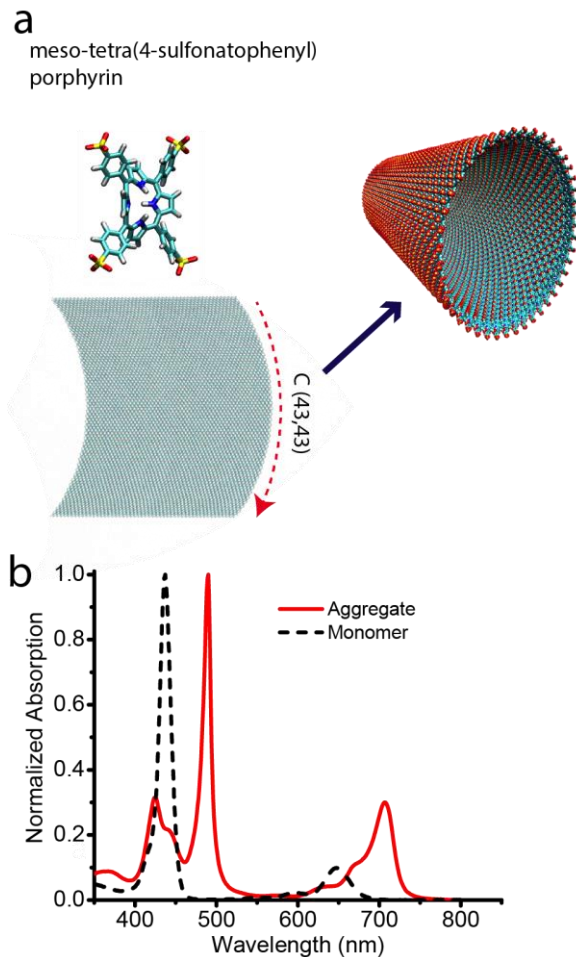 a
meso-tetra(4-sulfonatophenyl)
porphyrin
C (43,43)
b
1.0
0.8
0.6
0.4
0.2
0.0
Normalized Absorption
Aggregate
Monomer
400 500 600 700 800
Wavelength (nm)